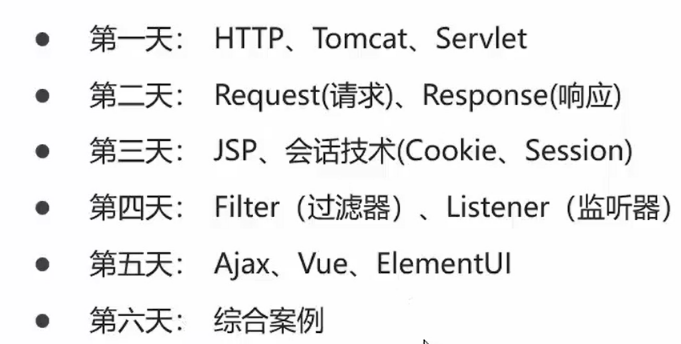 ● 第一天： HTTP、Tomcat、Servlet
● 第二天： Request(请求)、Response(响应)
● 第三天： JSP、会话技术(Cookie、Session)
● 第四天： Filter（过滤器）、Listener（监听器）
● 第五天： Ajax、Vue、ElementUI
● 第六天： 综合案例